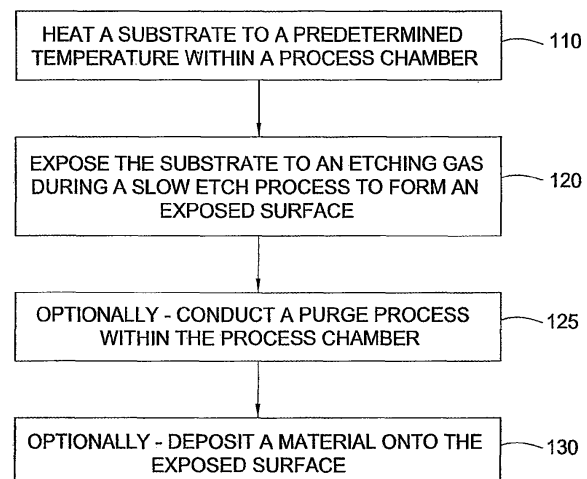 HEAT A SUBSTRATE TO A PREDETERMINED
TEMPERATURE WITHIN A PROCESS CHAMBER
110
EXPOSE THE SUBSTRATE TO AN ETCHING GAS
DURING A SLOW ETCH PROCESS TO FORM AN
EXPOSED SURFACE
120
OPTIONALLY - CONDUCT A PURGE PROCESS
WITHIN THE PROCESS CHAMBER
125
OPTIONALLY - DEPOSIT A MATERIAL ONTO THE
EXPOSED SURFACE
130